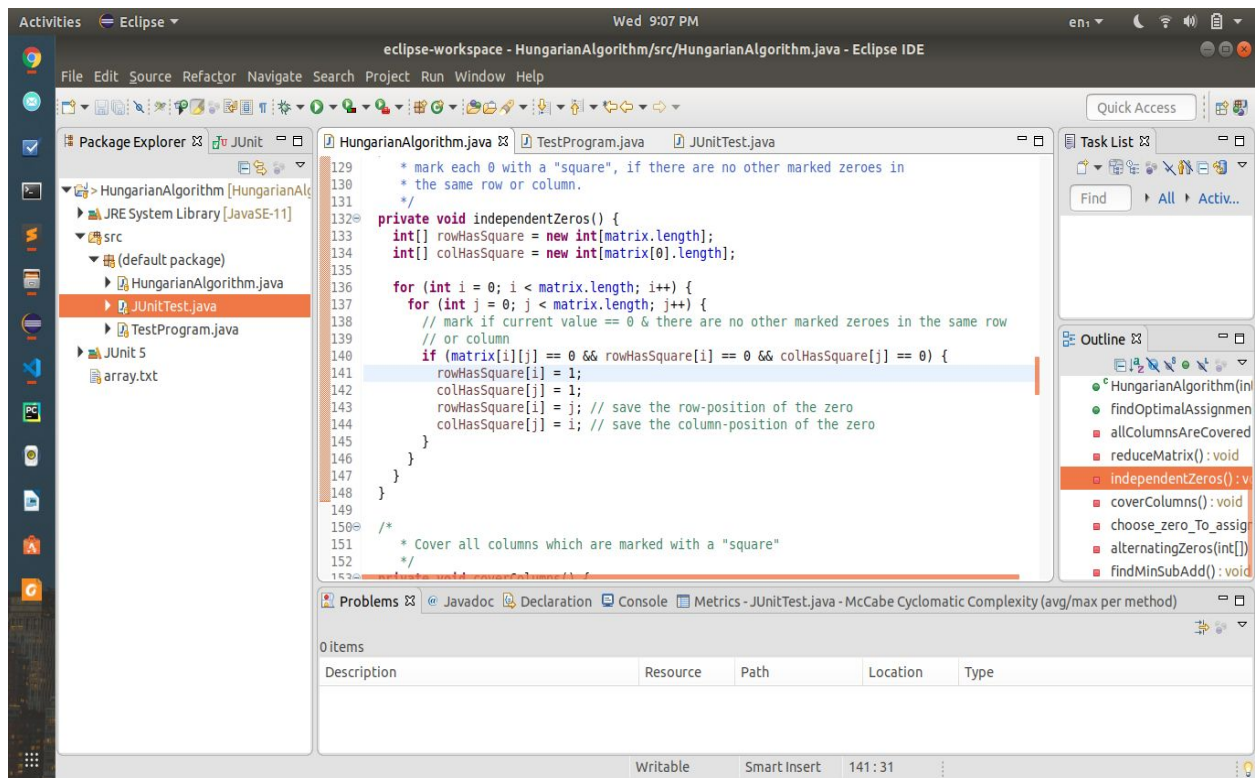 Activities Eclipse Wed 9:07 PM en₁
eclipse-workspace - HungarianAlgorithm/src/HungarianAlgorithm.java - Eclipse IDE
File Edit Source Refactor Navigate Search Project Run Window Help
Quick Access
Package Explorer JUnit
> HungarianAlgorithm [HungarianAlg
JRE System Library [JavaSE-11]
src
(default package)
HungarianAlgorithm.java
JUnitTest.java
TestProgram.java
JUnit 5
array.txt
HungarianAlgorithm.java TestProgram.java JUnitTest.java
129 * mark each 0 with a "square", if there are no other marked zeroes in
130 * the same row or column.
131 */
132 private void independentZeros() {
133 int[] rowHasSquare = new int[matrix.length];
134 int[] colHasSquare = new int[matrix[0].length];
135
136 for (int i = 0; i < matrix.length; i++) {
137 for (int j = 0; j < matrix.length; j++) {
138 // mark if current value == 0 & there are no other marked zeroes in the same row
139 // or column
140 if (matrix[i][j] == 0 && rowHasSquare[i] == 0 && colHasSquare[j] == 0) {
141 rowHasSquare[i] = 1;
142 colHasSquare[j] = 1;
143 rowHasSquare[i] = j; // save the row-position of the zero
144 colHasSquare[j] = i; // save the column-position of the zero
145 }
146 }
147 }
148 }
149
150 /*
151 * Cover all columns which are marked with a "square"
152 */
153 private void coverColumns() {
Task List
Find All Activ...
Outline
HungarianAlgorithm(int
findOptimalAssignmen
allColumnsAreCovered
reduceMatrix() : void
independentZeros() : v
coverColumns() : void
choose_zero_To_assigr
alternatingZeros(int[])
findMinSubAdd() : void
Problems @ Javadoc Declaration Console Metrics - JUnitTest.java - McCabe Cyclomatic Complexity (avg/max per method)
0 items
Description Resource Path Location Type
Writable Smart Insert 141 : 31